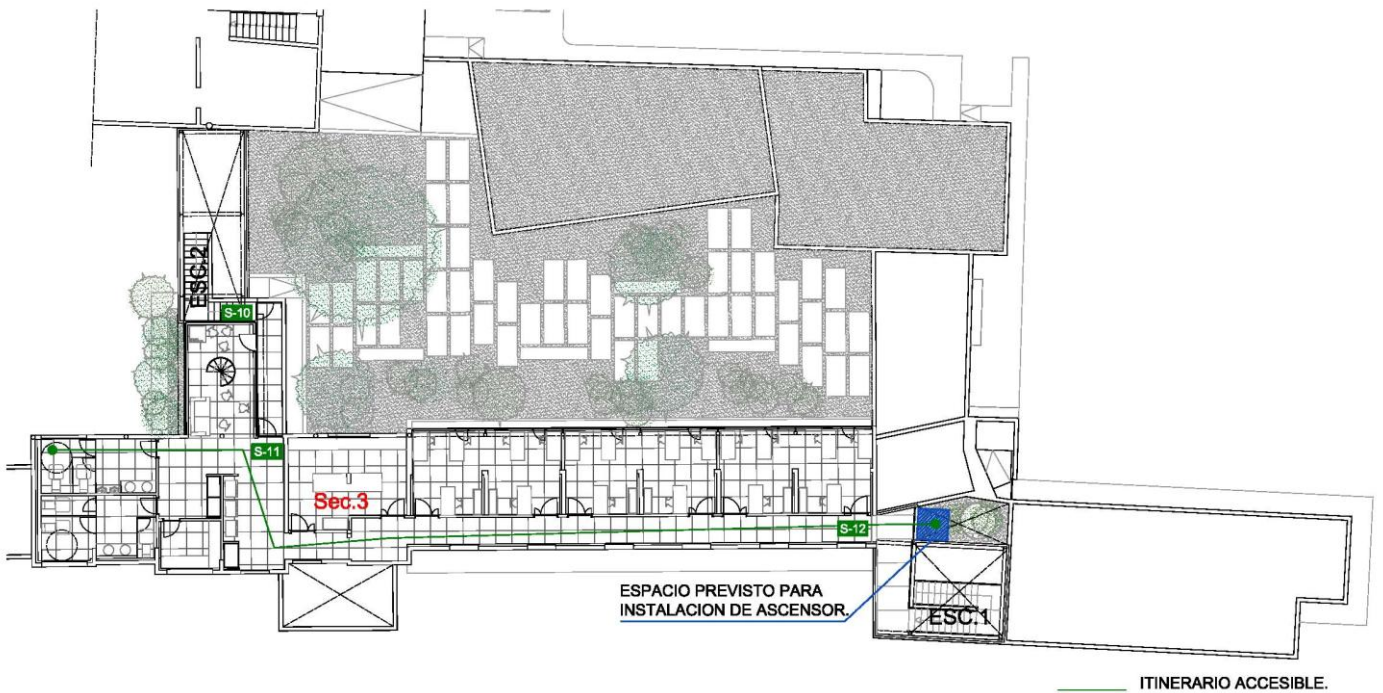 ESC.2
S-10
S-11
Sec.3
S-12
ESPACIO PREVISTO PARA
INSTALACION DE ASCENSOR.
ESC.1
ITINERARIO ACCESIBLE.